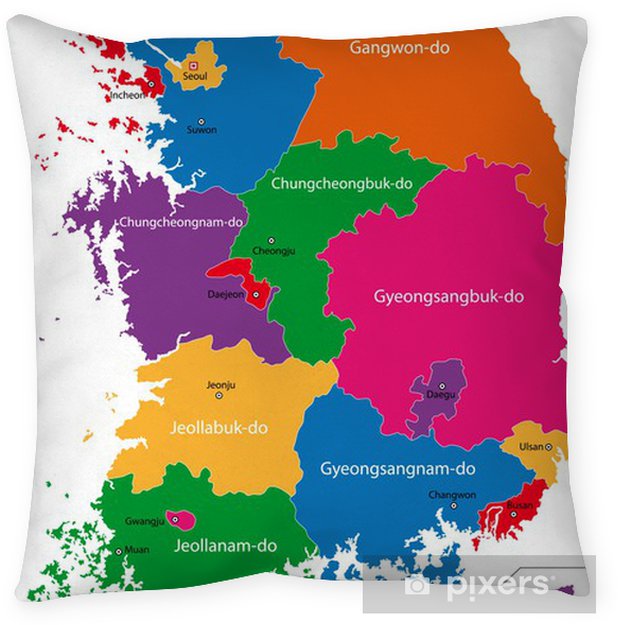 Gangwon-do
Seoul
Incheon
Suwon
Chungcheongbuk-do
Chungcheongnam-do
Cheongju
Daejeon
Gyeongsangbuk-do
Jeonju
Daegu
Jeollabuk-do
Ulsan
Gyeongsangnam-do
Changwon
Busan
Gwangju
Jeollanam-do
Muan
pixers